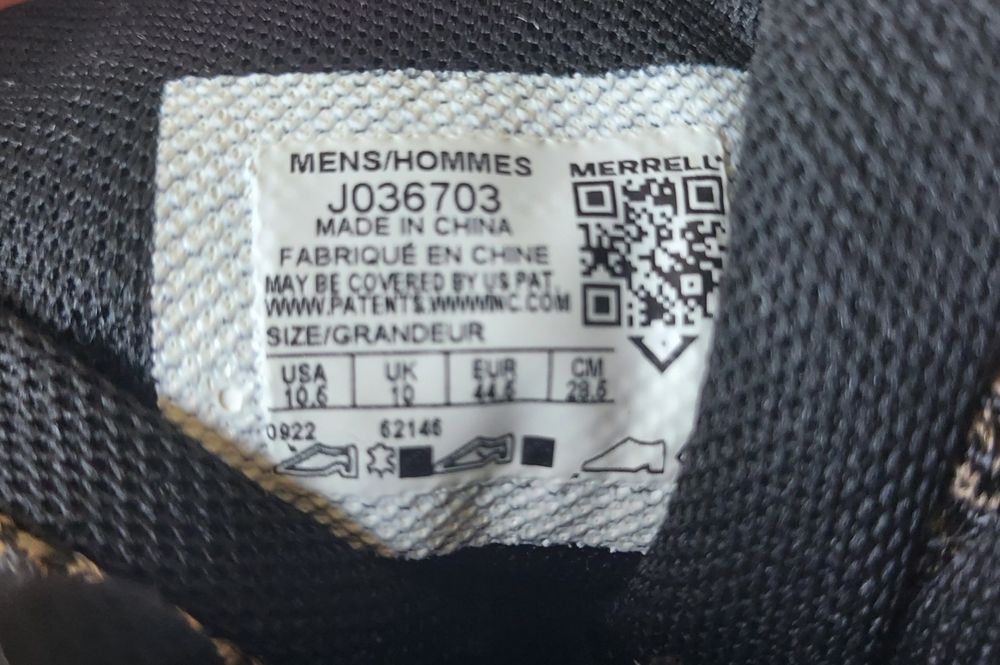 MENS/HOMMES
J036703
MADE IN CHINA
FABRIQUÉ EN CHINE
MAY BE COVERED BY US PAT.
WWW.PATENTS.WWWINC.COM
SIZE/GRANDEUR
USA UK EUR CM
10.5 10 44.5 28.5
0922 62146
MERRELL